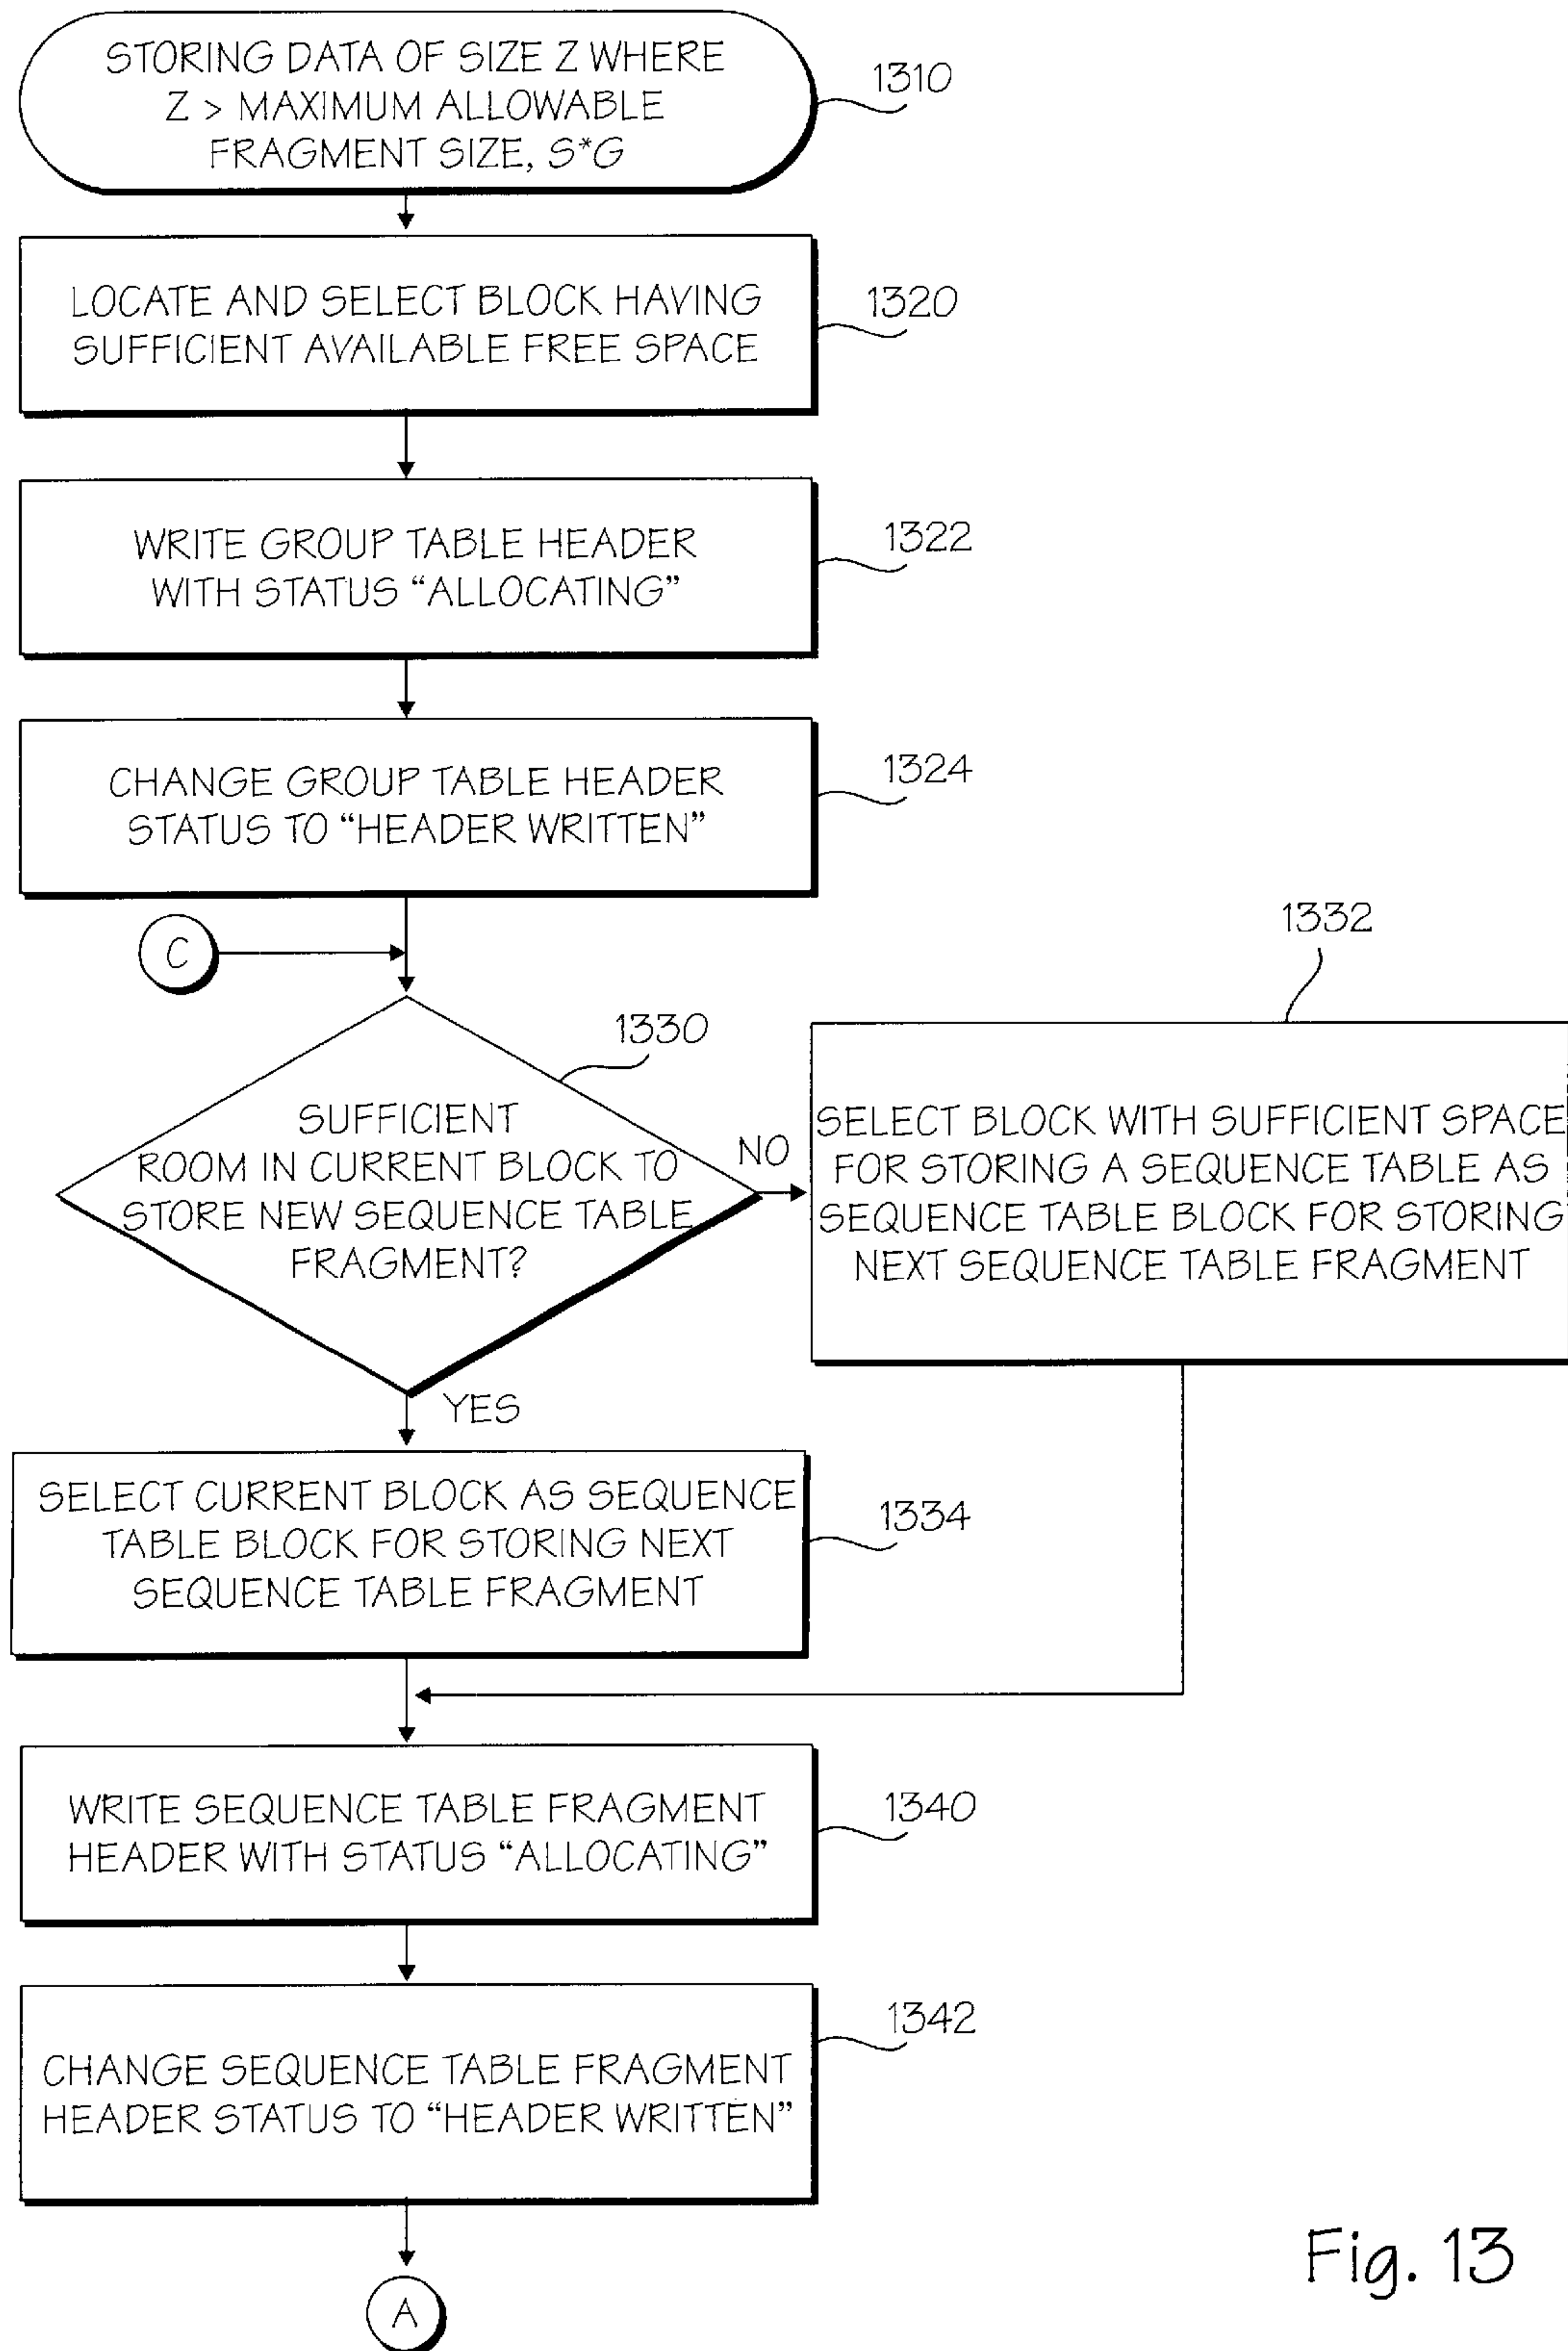 STORING DATA OF SIZE Z WHERE
Z > MAXIMUM ALLOWABLE
FRAGMENT SIZE, S*G
1310
LOCATE AND SELECT BLOCK HAVING
SUFFICIENT AVAILABLE FREE SPACE
1320
WRITE GROUP TABLE HEADER
WITH STATUS “ALLOCATING”
1322
CHANGE GROUP TABLE HEADER
STATUS TO “HEADER WRITTEN”
1324
C
1330
SUFFICIENT
ROOM IN CURRENT BLOCK TO
STORE NEW SEQUENCE TABLE
FRAGMENT?
NO
1332
SELECT BLOCK WITH SUFFICIENT SPACE
FOR STORING A SEQUENCE TABLE AS
SEQUENCE TABLE BLOCK FOR STORING
NEXT SEQUENCE TABLE FRAGMENT
YES
SELECT CURRENT BLOCK AS SEQUENCE
TABLE BLOCK FOR STORING NEXT
SEQUENCE TABLE FRAGMENT
1334
WRITE SEQUENCE TABLE FRAGMENT
HEADER WITH STATUS “ALLOCATING”
1340
CHANGE SEQUENCE TABLE FRAGMENT
HEADER STATUS TO “HEADER WRITTEN”
1342
A
Fig. 13